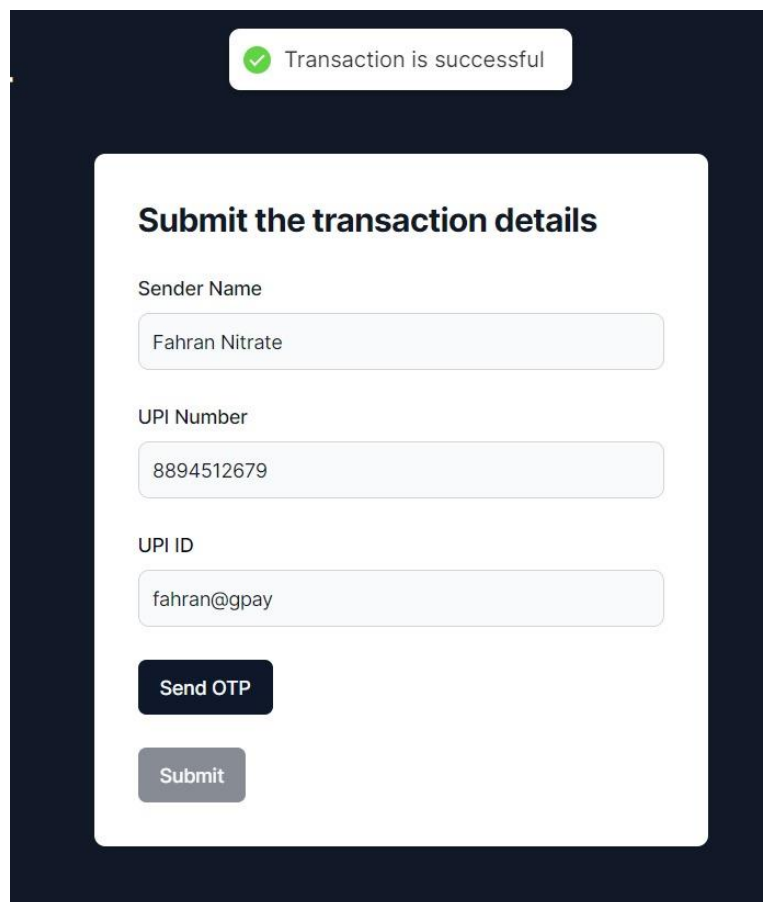 Transaction is successful
Submit the transaction details
Sender Name
Fahran Nitrate
UPI Number
8894512679
UPI ID
fahran@gpay
Send OTP
Submit